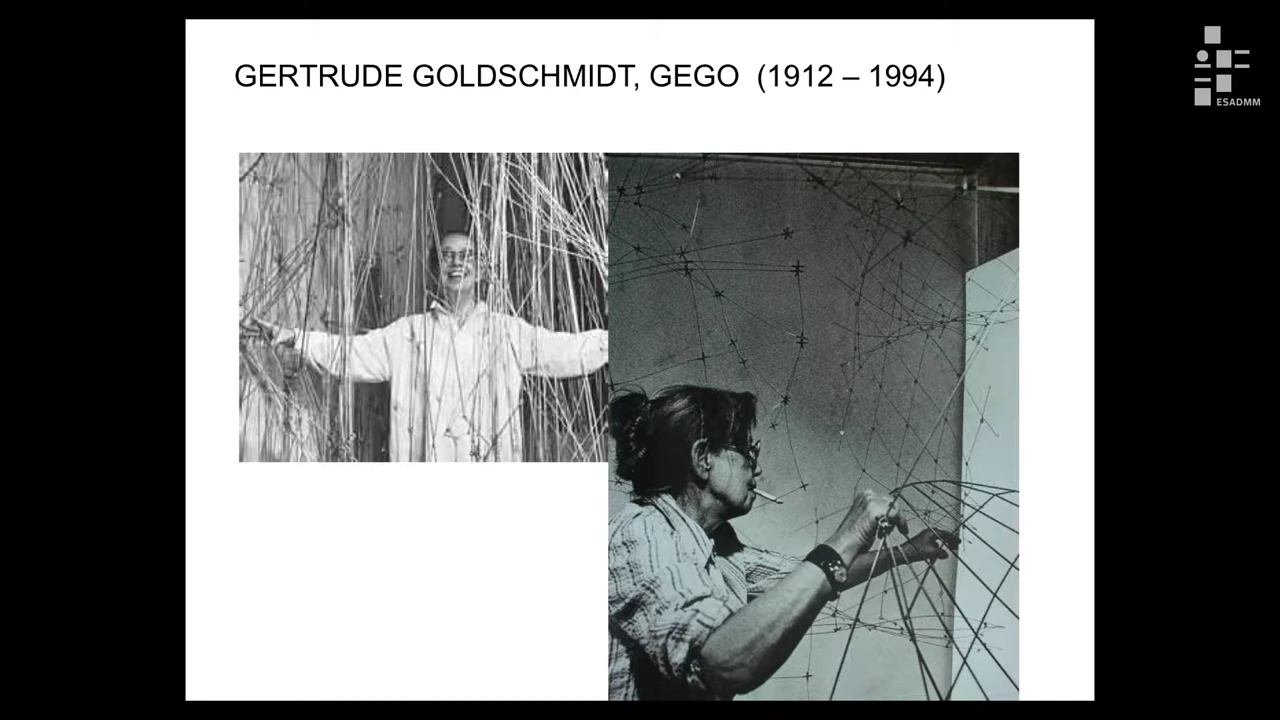 GERTRUDE GOLDSCHMIDT, GEGO (1912 – 1994)
ESADMM